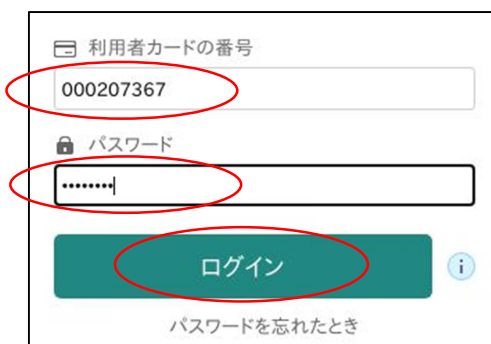 利用者カードの番号
000207367
パスワード
••••••••
ログイン
i
パスワードを忘れたとき